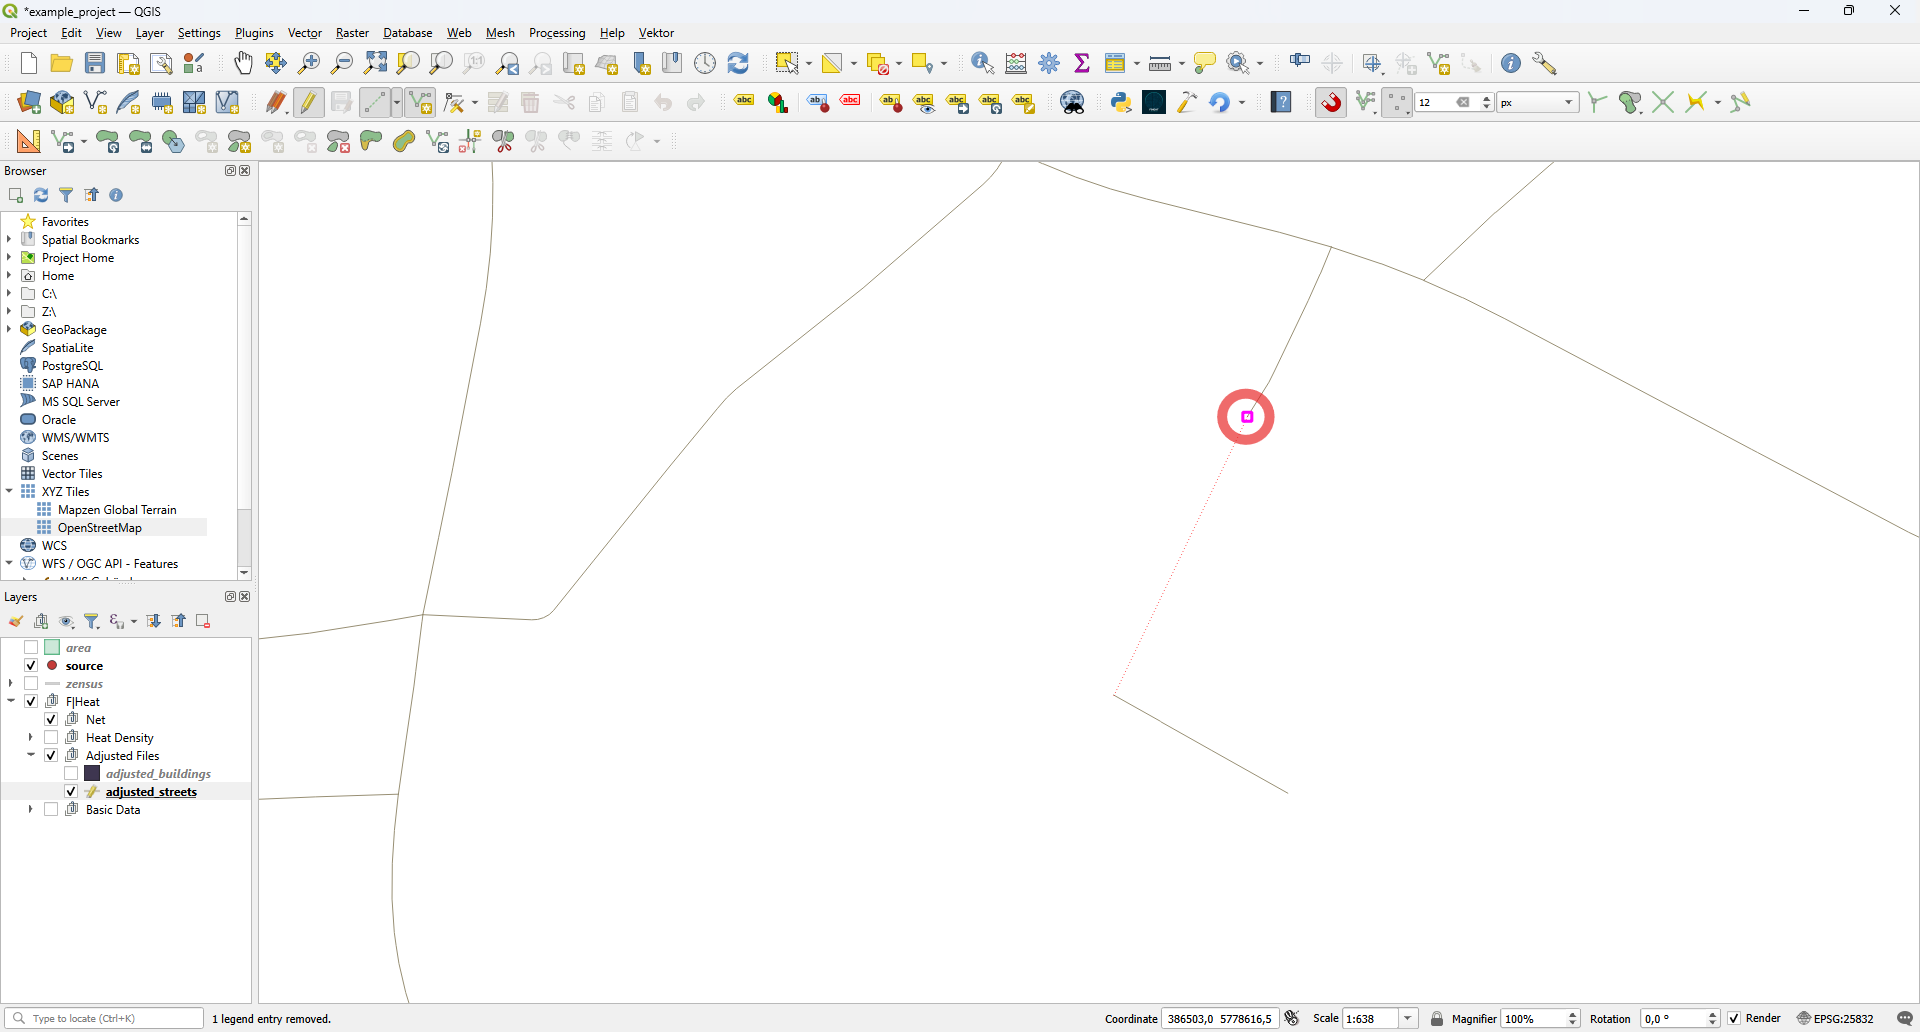 *example_project — QGIS
Project Edit View Layer Settings Plugins Vector Raster Database Web Mesh Processing Help Vektor
12 px
Browser
Favorites
Spatial Bookmarks
Project Home
Home
C:\
Z:\
GeoPackage
SpatiaLite
PostgreSQL
SAP HANA
MS SQL Server
Oracle
WMS/WMTS
Scenes
Vector Tiles
XYZ Tiles
Mapzen Global Terrain
OpenStreetMap
WCS
WFS / OGC API - Features
Layers
area
source
zensus
F|Heat
Net
Heat Density
Adjusted Files
adjusted_buildings
adjusted_streets
Basic Data
Type to locate (Ctrl+K) 1 legend entry removed. Coordinate 386503,0 5778616,5 Scale 1:638 Magnifier 100% Rotation 0,0 ° Render EPSG:25832